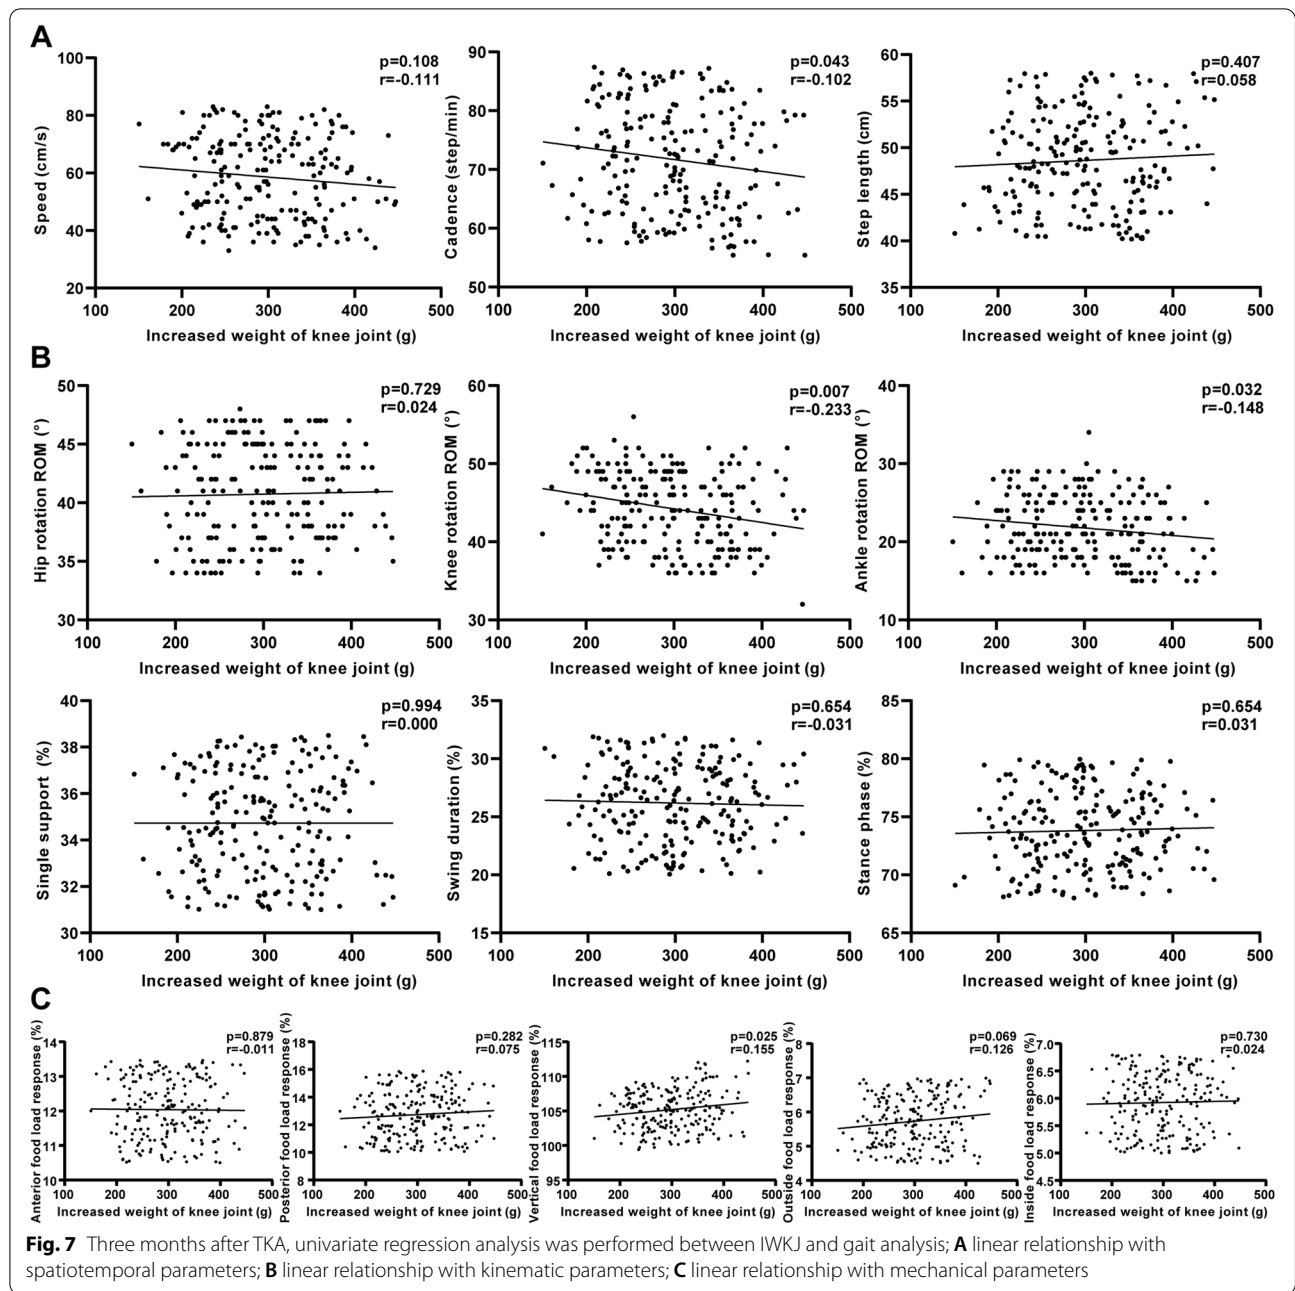 A
p=0.108
r=-0.111
Speed (cm/s)
100
80
60
40
20
100 200 300 400 500
Increased weight of knee joint (g)
p=0.043
r=-0.102
Cadence (step/min)
90
80
70
60
50
100 200 300 400 500
Increased weight of knee joint (g)
p=0.407
r=0.058
Step length (cm)
60
55
50
45
40
35
100 200 300 400 500
Increased weight of knee joint (g)
B
p=0.729
r=0.024
Hip rotation ROM (°)
50
45
40
35
30
100 200 300 400 500
Increased weight of knee joint (g)
p=0.007
r=-0.233
Knee rotation ROM (°)
60
50
40
30
100 200 300 400 500
Increased weight of knee joint (g)
p=0.032
r=-0.148
Ankle rotation ROM (°)
40
30
20
10
100 200 300 400 500
Increased weight of knee joint (g)
p=0.994
r=0.000
Single support (%)
40
38
36
34
32
30
100 200 300 400 500
Increased weight of knee joint (g)
p=0.654
r=-0.031
Swing duration (%)
35
30
25
20
15
100 200 300 400 500
Increased weight of knee joint (g)
p=0.654
r=0.031
Stance phase (%)
85
80
75
70
65
100 200 300 400 500
Increased weight of knee joint (g)
C
p=0.879
r=-0.011
Anterior food load response (%)
14
13
12
11
10
100 200 300 400 500
Increased weight of knee joint (g)
p=0.282
r=0.075
Posterior food load response (%)
18
16
14
12
10
8
100 200 300 400 500
Increased weight of knee joint (g)
p=0.025
r=0.155
Vertical food load response (%)
115
110
105
100
95
100 200 300 400 500
Increased weight of knee joint (g)
p=0.069
r=0.126
Outside food load response (%)
8
7
6
5
4
100 200 300 400 500
Increased weight of knee joint (g)
p=0.730
r=0.024
Inside food load response (%)
7.0
6.5
6.0
5.5
5.0
4.5
100 200 300 400 500
Increased weight of knee joint (g)
Fig. 7 Three months after TKA, univariate regression analysis was performed between IWKJ and gait analysis; A linear relationship with
spatiotemporal parameters; B linear relationship with kinematic parameters; C linear relationship with mechanical parameters